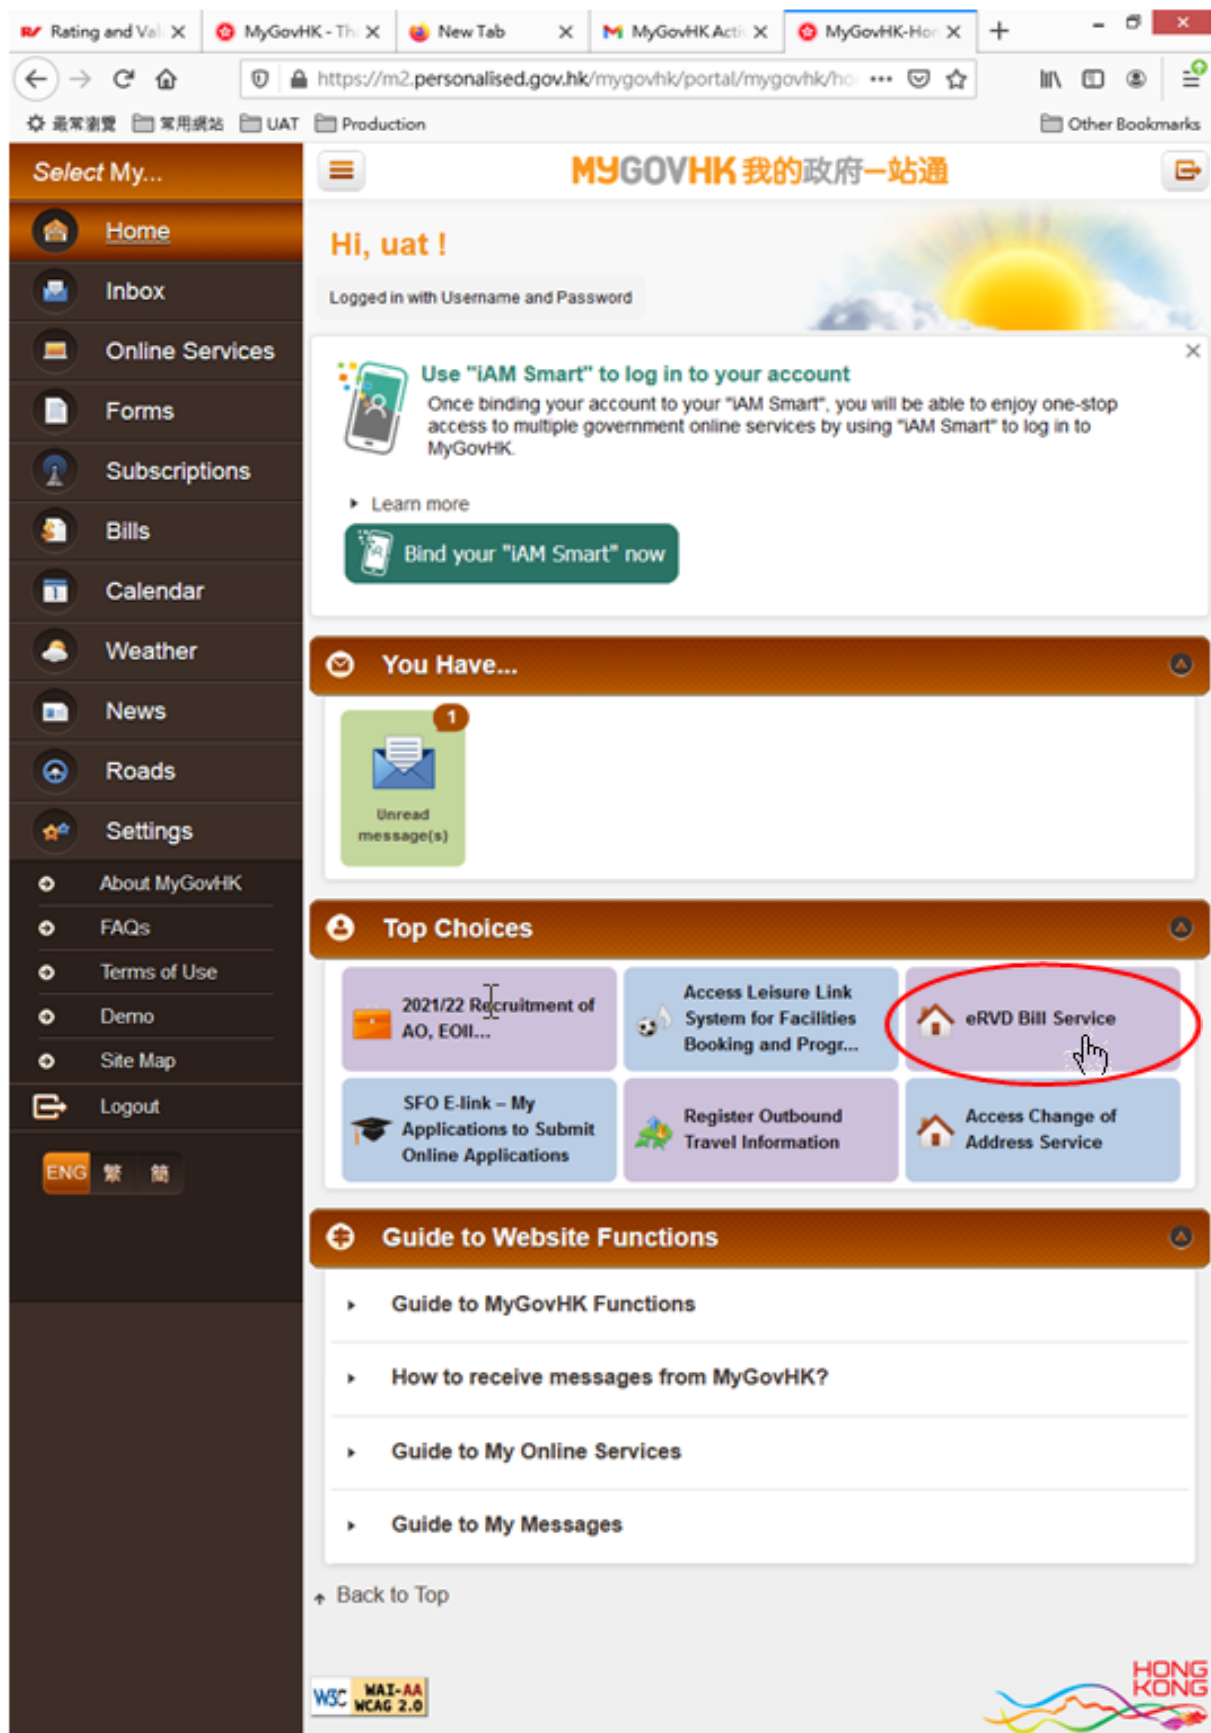 Rating and Val
MyGovHK - Th
New Tab
MyGovHK Acti
MyGovHK-Hor
https://m2.personalised.gov.hk/mygovhk/portal/mygovhk/ho
最常瀏覽
常用網站
UAT
Production
Other Bookmarks
Select My...
MYGOVHK 我的政府一站通
Home
Inbox
Online Services
Forms
Subscriptions
Bills
Calendar
Weather
News
Roads
Settings
About MyGovHK
FAQs
Terms of Use
Demo
Site Map
Logout
ENG 繁 簡
Hi, uat !
Logged in with Username and Password
Use "iAM Smart" to log in to your account
Once binding your account to your "iAM Smart", you will be able to enjoy one-stop
access to multiple government online services by using "iAM Smart" to log in to
MyGovHK.
Learn more
Bind your "iAM Smart" now
You Have...
1
Unread
message(s)
Top Choices
2021/22 Recruitment of
AO, EOII...
Access Leisure Link
System for Facilities
Booking and Progr...
eRVD Bill Service
SFO E-link – My
Applications to Submit
Online Applications
Register Outbound
Travel Information
Access Change of
Address Service
Guide to Website Functions
Guide to MyGovHK Functions
How to receive messages from MyGovHK?
Guide to My Online Services
Guide to My Messages
Back to Top
W3C WAI-AA
WCAG 2.0
HONG
KONG